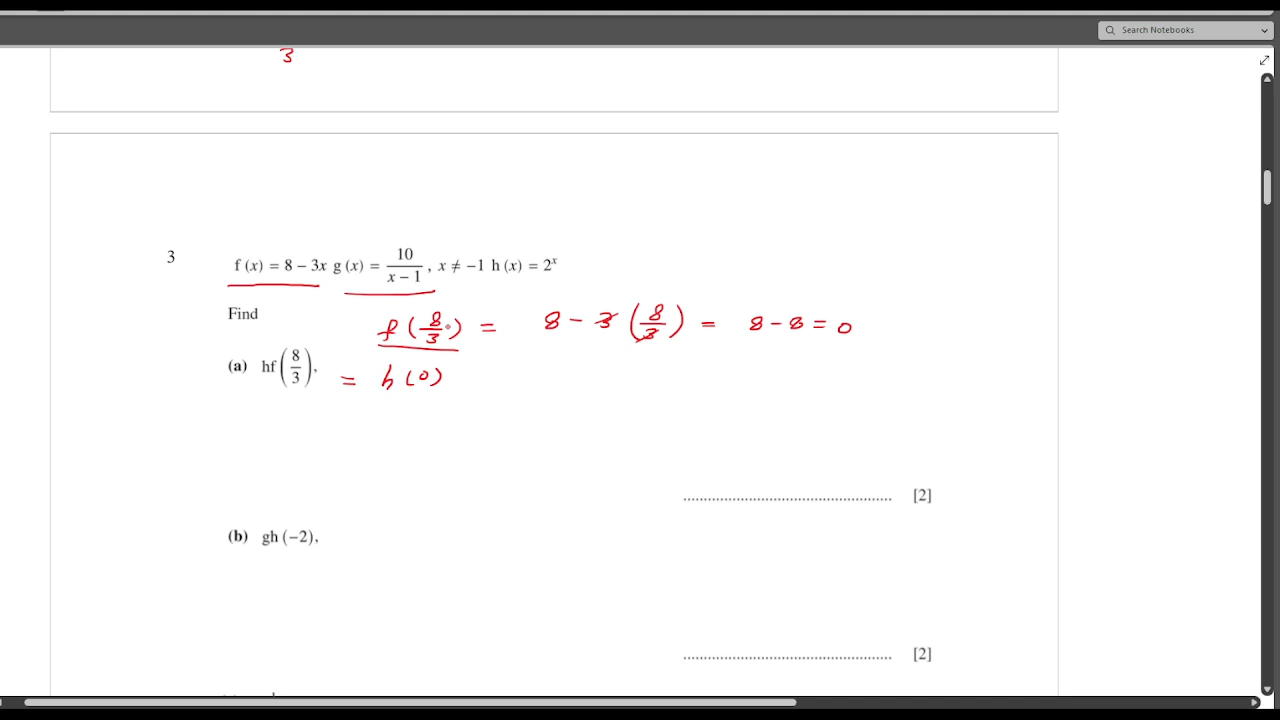 Search Notebooks
3
3 f (x) = 8 − 3x g (x) = 10/(x − 1), x ≠ −1 h (x) = 2ˣ
Find
f (8/3) = 8 − 3 (8/3) = 8 − 8 = 0
(a) hf (8/3), = h (0)
.................................................... [2]
(b) gh (−2),
.................................................... [2]